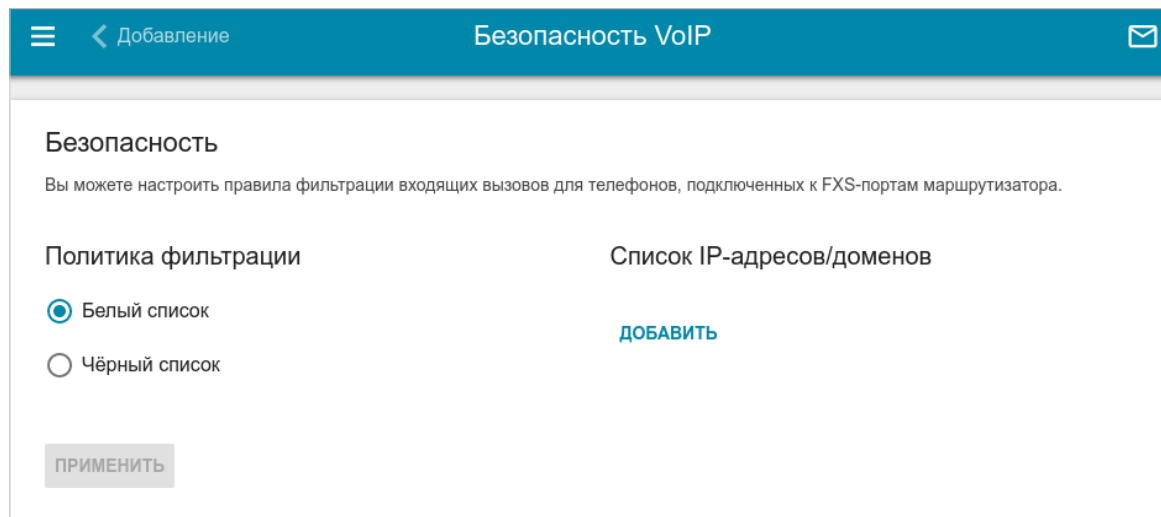 Добавление
Безопасность VoIP
Безопасность
Вы можете настроить правила фильтрации входящих вызовов для телефонов, подключенных к FXS-портам маршрутизатора.
Политика фильтрации
Белый список
Чёрный список
Список IP-адресов/доменов
ДОБАВИТЬ
ПРИМЕНИТЬ